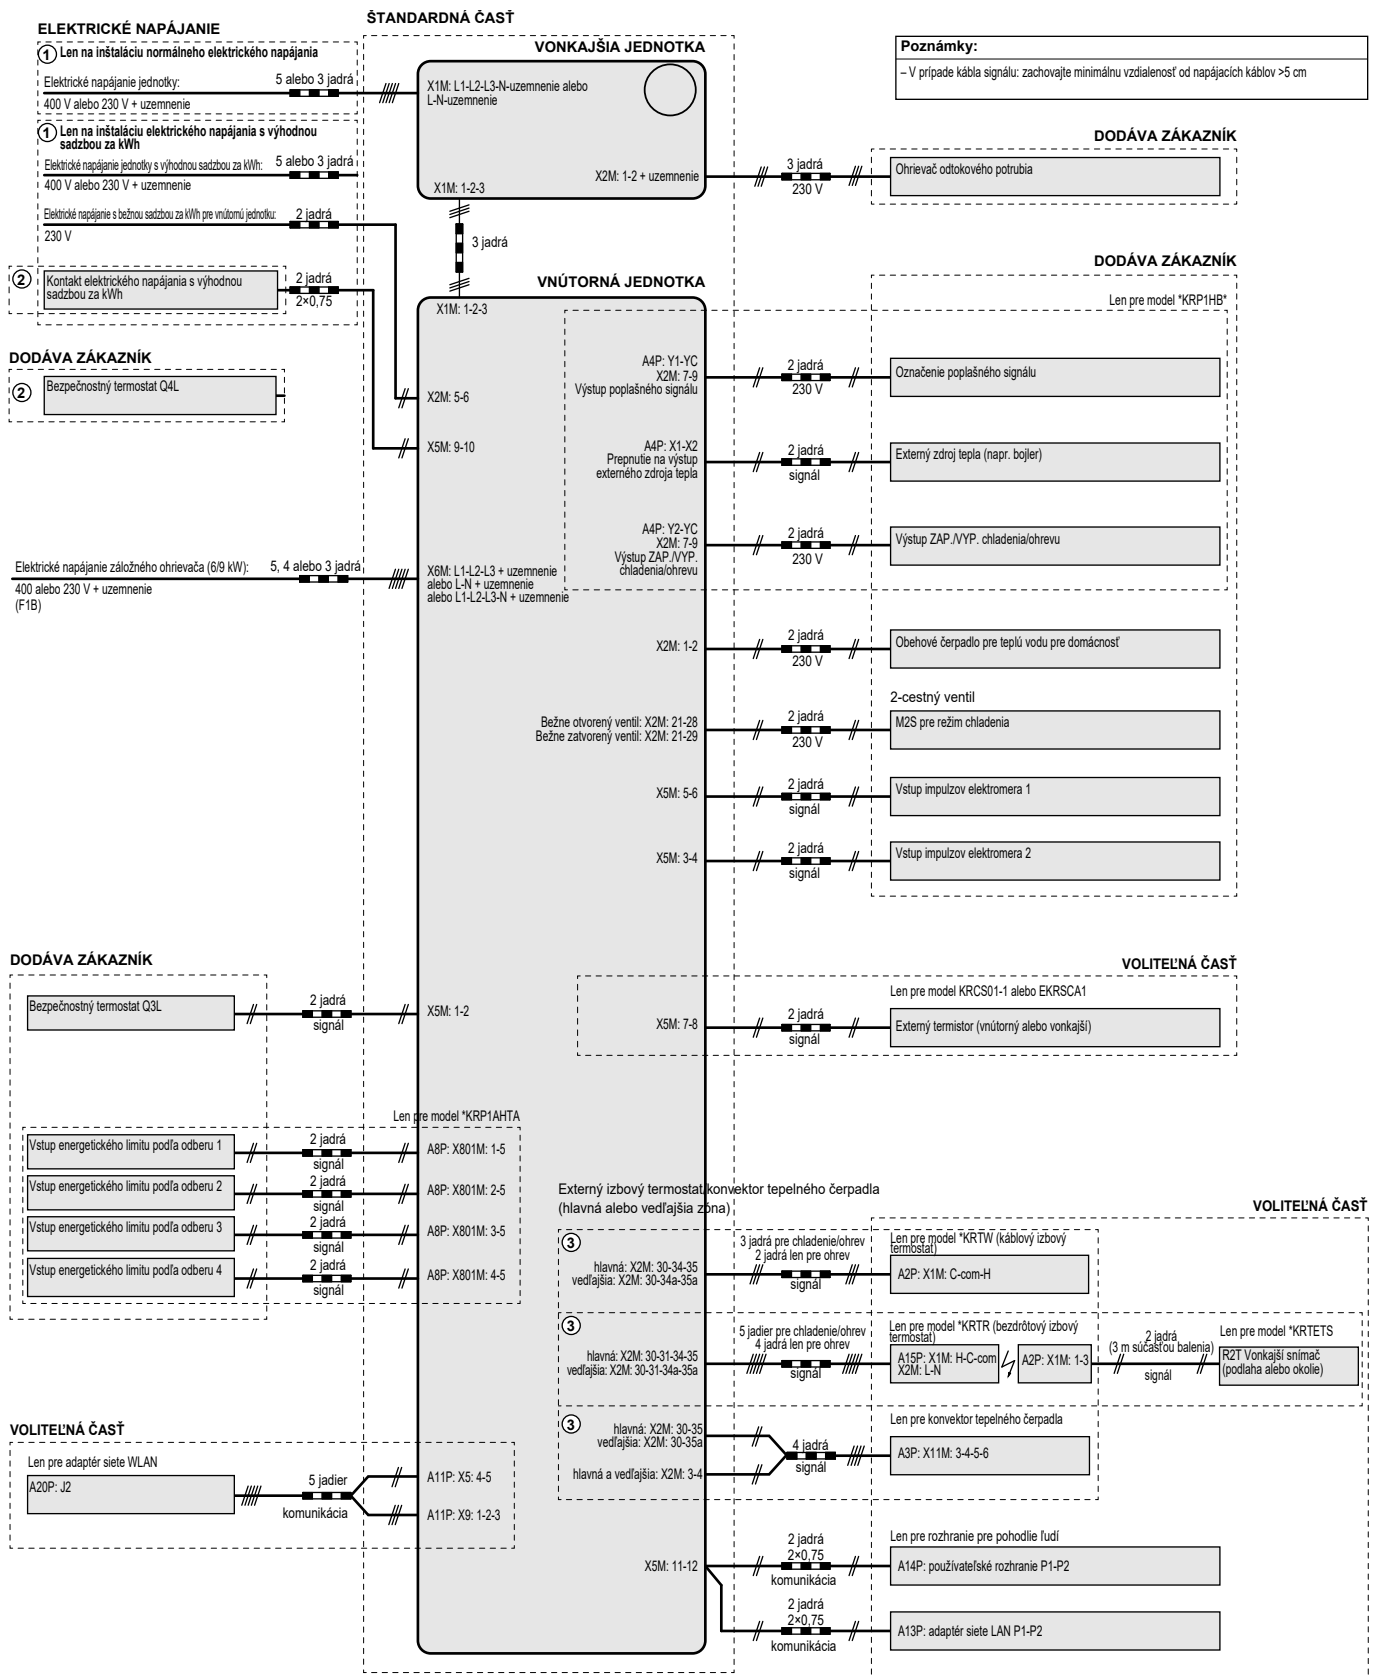 ŠTANDARDNÁ ČASŤ
ELEKTRICKÉ NAPÁJANIE
1 Len na inštaláciu normálneho elektrického napájania
Elektrické napájanie jednotky:
5 alebo 3 jadrá
400 V alebo 230 V + uzemnenie
1 Len na inštaláciu elektrického napájania s výhodnou
sadzbou za kWh
Elektrické napájanie jednotky s výhodnou sadzbou za kWh:
5 alebo 3 jadrá
400 V alebo 230 V + uzemnenie
Elektrické napájanie s bežnou sadzbou za kWh pre vnútornú jednotku:
2 jadrá
230 V
2
Kontakt elektrického napájania s výhodnou
sadzbou za kWh
2 jadrá
2×0,75
DODÁVA ZÁKAZNÍK
2
Bezpečnostný termostat Q4L
VONKAJŠIA JEDNOTKA
X1M: L1-L2-L3-N-uzemnenie alebo
L-N-uzemnenie
X2M: 1-2 + uzemnenie
X1M: 1-2-3
3 jadrá
Poznámky:
– V prípade kábla signálu: zachovajte minimálnu vzdialenosť od napájacích káblov >5 cm
DODÁVA ZÁKAZNÍK
3 jadrá
230 V
Ohrievač odtokového potrubia
VNÚTORNÁ JEDNOTKA
X1M: 1-2-3
X2M: 5-6
X5M: 9-10
DODÁVA ZÁKAZNÍK
Len pre model *KRP1HB*
A4P: Y1-YC
X2M: 7-9
Výstup poplašného signálu
2 jadrá
230 V
Označenie poplašného signálu
A4P: X1-X2
Prepnutie na výstup
externého zdroja tepla
2 jadrá
signál
Externý zdroj tepla (napr. bojler)
A4P: Y2-YC
X2M: 7-9
Výstup ZAP./VYP.
chladenia/ohrevu
2 jadrá
230 V
Výstup ZAP./VYP. chladenia/ohrevu
Elektrické napájanie záložného ohrievača (6/9 kW):
5, 4 alebo 3 jadrá
400 alebo 230 V + uzemnenie
(F1B)
X6M: L1-L2-L3 + uzemnenie
alebo L-N + uzemnenie
alebo L1-L2-L3-N + uzemnenie
X2M: 1-2
2 jadrá
230 V
Obehové čerpadlo pre teplú vodu pre domácnosť
2-cestný ventil
Bežne otvorený ventil: X2M: 21-28
Bežne zatvorený ventil: X2M: 21-29
2 jadrá
230 V
M2S pre režim chladenia
X5M: 5-6
2 jadrá
signál
Vstup impulzov elektromera 1
X5M: 3-4
2 jadrá
signál
Vstup impulzov elektromera 2
DODÁVA ZÁKAZNÍK
Bezpečnostný termostat Q3L
2 jadrá
signál
X5M: 1-2
VOLITEĽNÁ ČASŤ
Len pre model KRCS01-1 alebo EKRSCA1
X5M: 7-8
2 jadrá
signál
Externý termistor (vnútorný alebo vonkajší)
Len pre model *KRP1AHTA
Vstup energetického limitu podľa odberu 1
2 jadrá
signál
A8P: X801M: 1-5
Vstup energetického limitu podľa odberu 2
2 jadrá
signál
A8P: X801M: 2-5
Vstup energetického limitu podľa odberu 3
2 jadrá
signál
A8P: X801M: 3-5
Vstup energetického limitu podľa odberu 4
2 jadrá
signál
A8P: X801M: 4-5
Externý izbový termostat/konvektor tepelného čerpadla
(hlavná alebo vedľajšia zóna)
VOLITEĽNÁ ČASŤ
3
hlavná: X2M: 30-34-35
vedľajšia: X2M: 30-34a-35a
3 jadrá pre chladenie/ohrev
2 jadrá len pre ohrev
signál
Len pre model *KRTW (káblový izbový
termostat)
A2P: X1M: C-com-H
3
hlavná: X2M: 30-31-34-35
vedľajšia: X2M: 30-31-34a-35a
5 jadier pre chladenie/ohrev
4 jadrá len pre ohrev
signál
Len pre model *KRTR (bezdrôtový izbový
termostat)
A15P: X1M: H-C-com
X2M: L-N
A2P: X1M: 1-3
2 jadrá
(3 m súčasťou balenia)
signál
Len pre model *KRTETS
R2T Vonkajší snímač
(podlaha alebo okolie)
3
hlavná: X2M: 30-35
vedľajšia: X2M: 30-35a
hlavná a vedľajšia: X2M: 3-4
4 jadrá
signál
Len pre konvektor tepelného čerpadla
A3P: X11M: 3-4-5-6
VOLITEĽNÁ ČASŤ
Len pre adaptér siete WLAN
A20P: J2
5 jadier
komunikácia
A11P: X5: 4-5
A11P: X9: 1-2-3
X5M: 11-12
2 jadrá
2×0,75
komunikácia
Len pre rozhranie pre pohodlie ľudí
A14P: používateľské rozhranie P1-P2
2 jadrá
2×0,75
komunikácia
A13P: adaptér siete LAN P1-P2